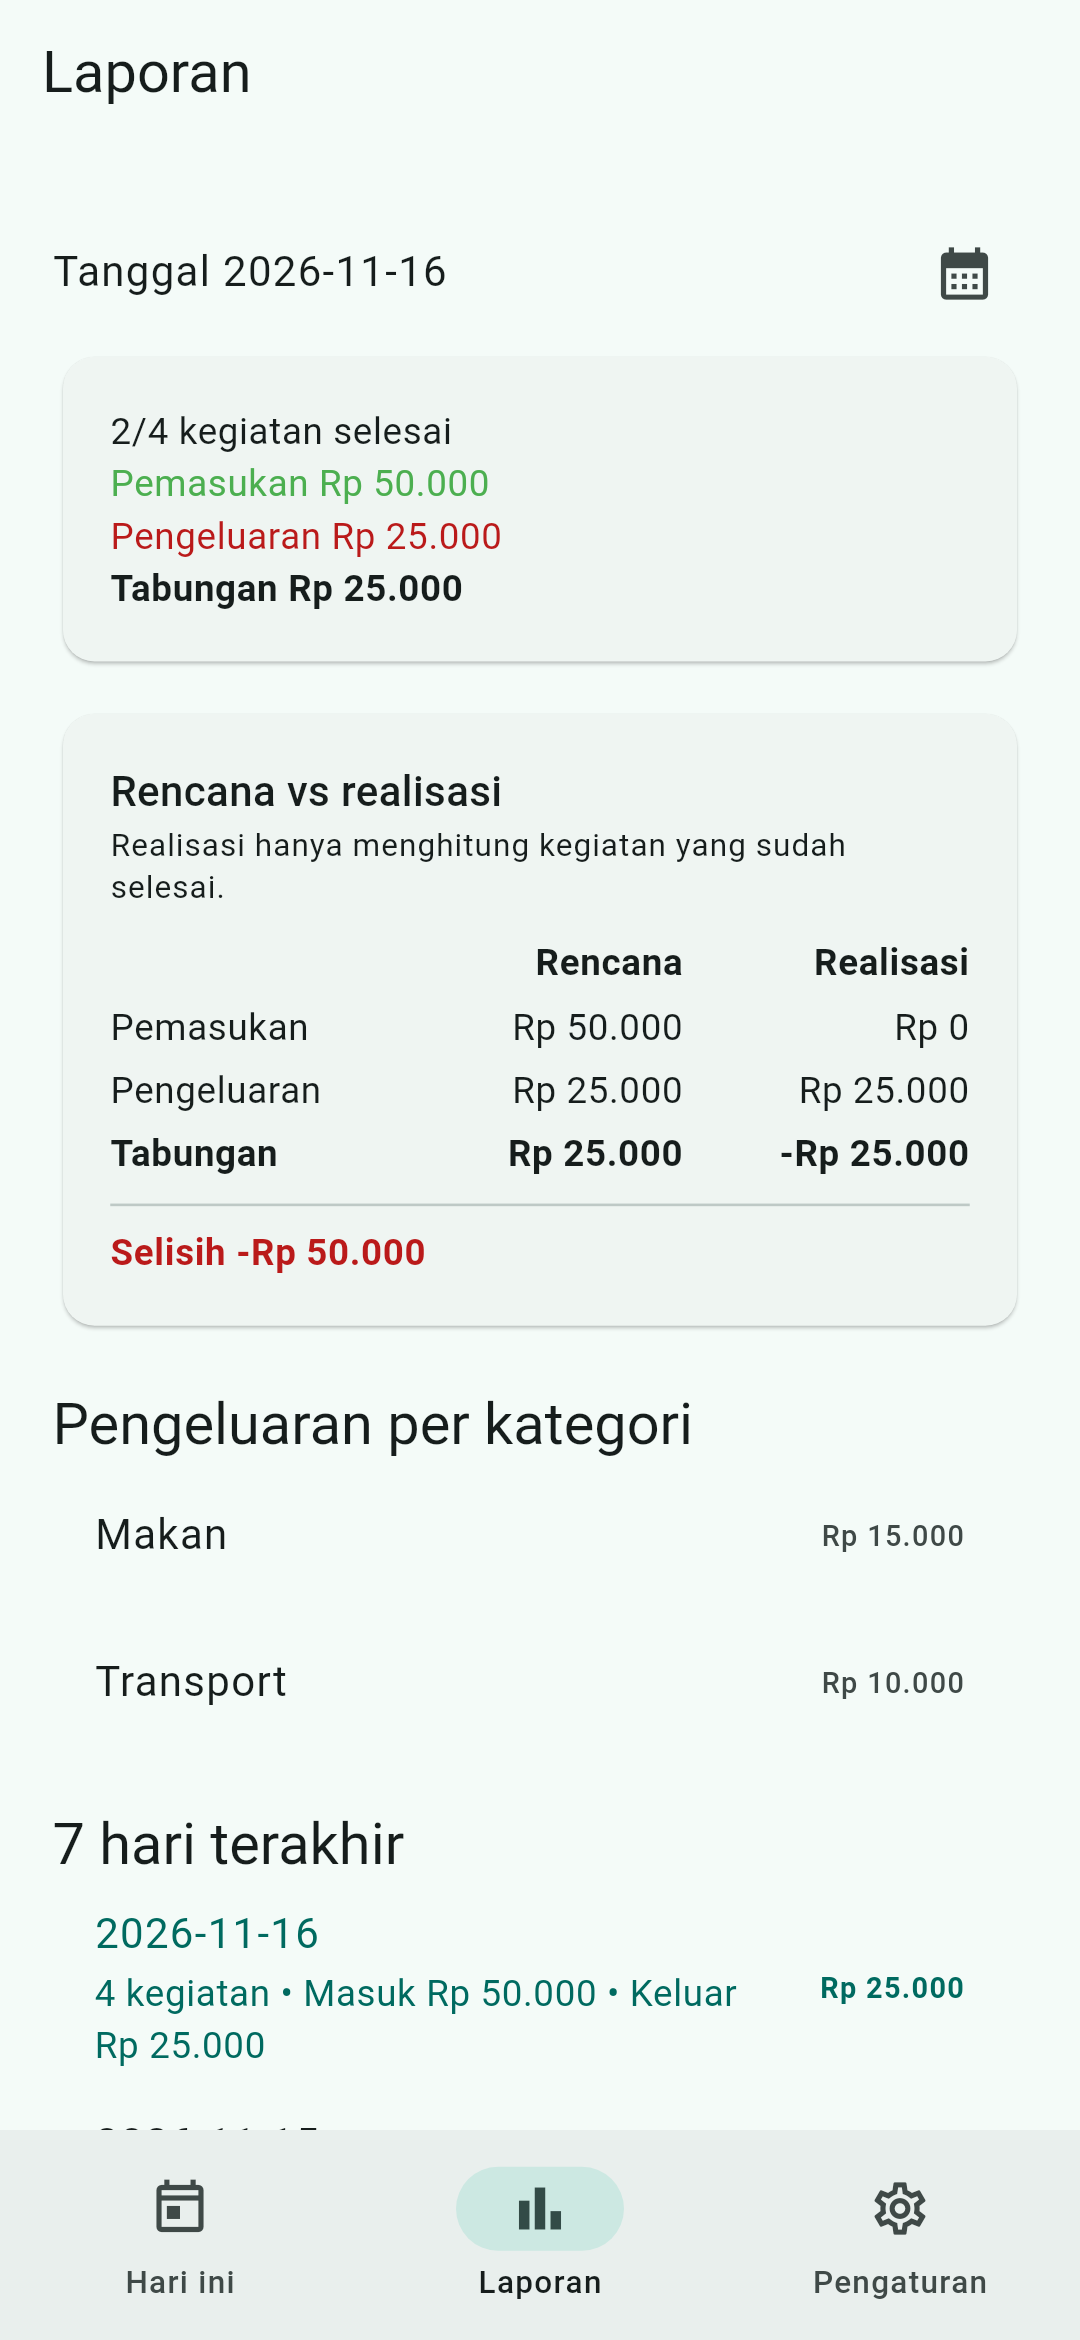 Laporan
Tanggal 2026-11-16
2/4 kegiatan selesai
Pemasukan Rp 50.000
Pengeluaran Rp 25.000
Tabungan Rp 25.000
Rencana vs realisasi
Realisasi hanya menghitung kegiatan yang sudah
selesai.
Rencana Realisasi
Pemasukan Rp 50.000 Rp 0
Pengeluaran Rp 25.000 Rp 25.000
Tabungan Rp 25.000 -Rp 25.000
Selisih -Rp 50.000
Pengeluaran per kategori
Makan Rp 15.000
Transport Rp 10.000
7 hari terakhir
2026-11-16
4 kegiatan • Masuk Rp 50.000 • Keluar
Rp 25.000
Rp 25.000
Hari ini Laporan Pengaturan